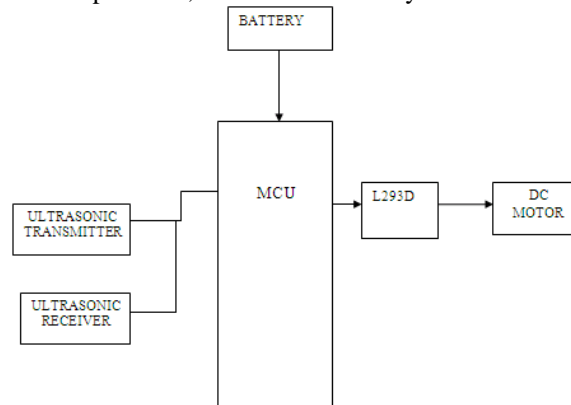 BATTERY
MCU
L293D
DC
MOTOR
ULTRASONIC
TRANSMITTER
ULTRASONIC
RECEIVER